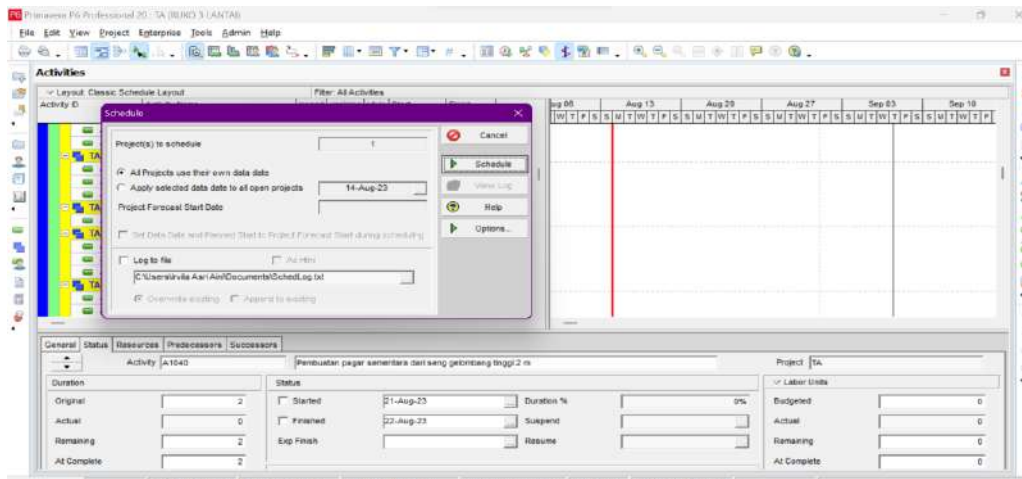 Primavera P6 Professional 20 : TA (RUKO 3 LANTAI)
File Edit View Project Enterprise Tools Admin Help
Activities
Layout: Classic Schedule Layout Filter: All Activities
Activity ID
Aug 13 Aug 20 Aug 27 Sep 03 Sep 10
Schedule
Project(s) to schedule 1
All Projects use their own data date
Apply selected data date to all open projects 14-Aug-23
Project Forecast Start Date
Set Data Date and Planned Start to Project Forecast Start during scheduling
Log to file As Html
Overwrite existing Append to existing
Cancel
Schedule
View Log
Help
Options...
TA
TA
TA
TA
General Status Resources Predecessors Successors
Activity A1040 Pembuatan pagar sementara dari seng gelombang tinggi 2 m Project TA
Duration Status Labor Units
Original 2 Started 21-Aug-23 Duration % 0% Budgeted 0
Actual 0 Finished 22-Aug-23 Suspend Actual 0
Remaining 2 Exp Finish Resume Remaining 0
At Complete 2 At Complete 0